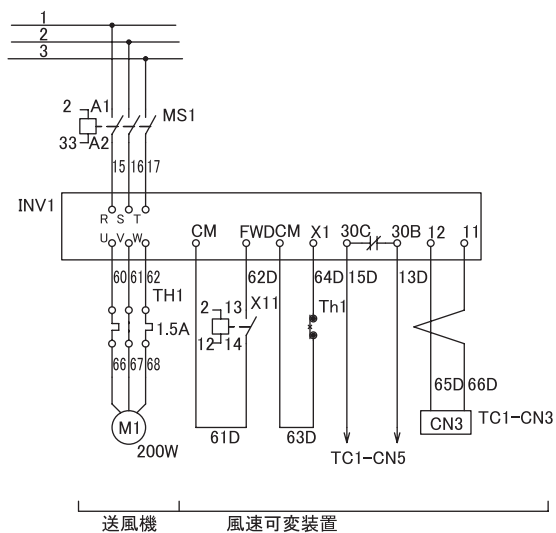 1
2
3
2 A1
MS1
33 A2
15 16 17
INV1
R S T
U V W
CM FWD CM X1 30C 30B 12 11
60 61 62
62D 64D 15D 13D
TH1
2 13 X11
Th1
1.5A
12 14
66 67 68
65D 66D
M1
CN3
TC1-CN3
200W
61D 63D
TC1-CN5
送風機 風速可変装置